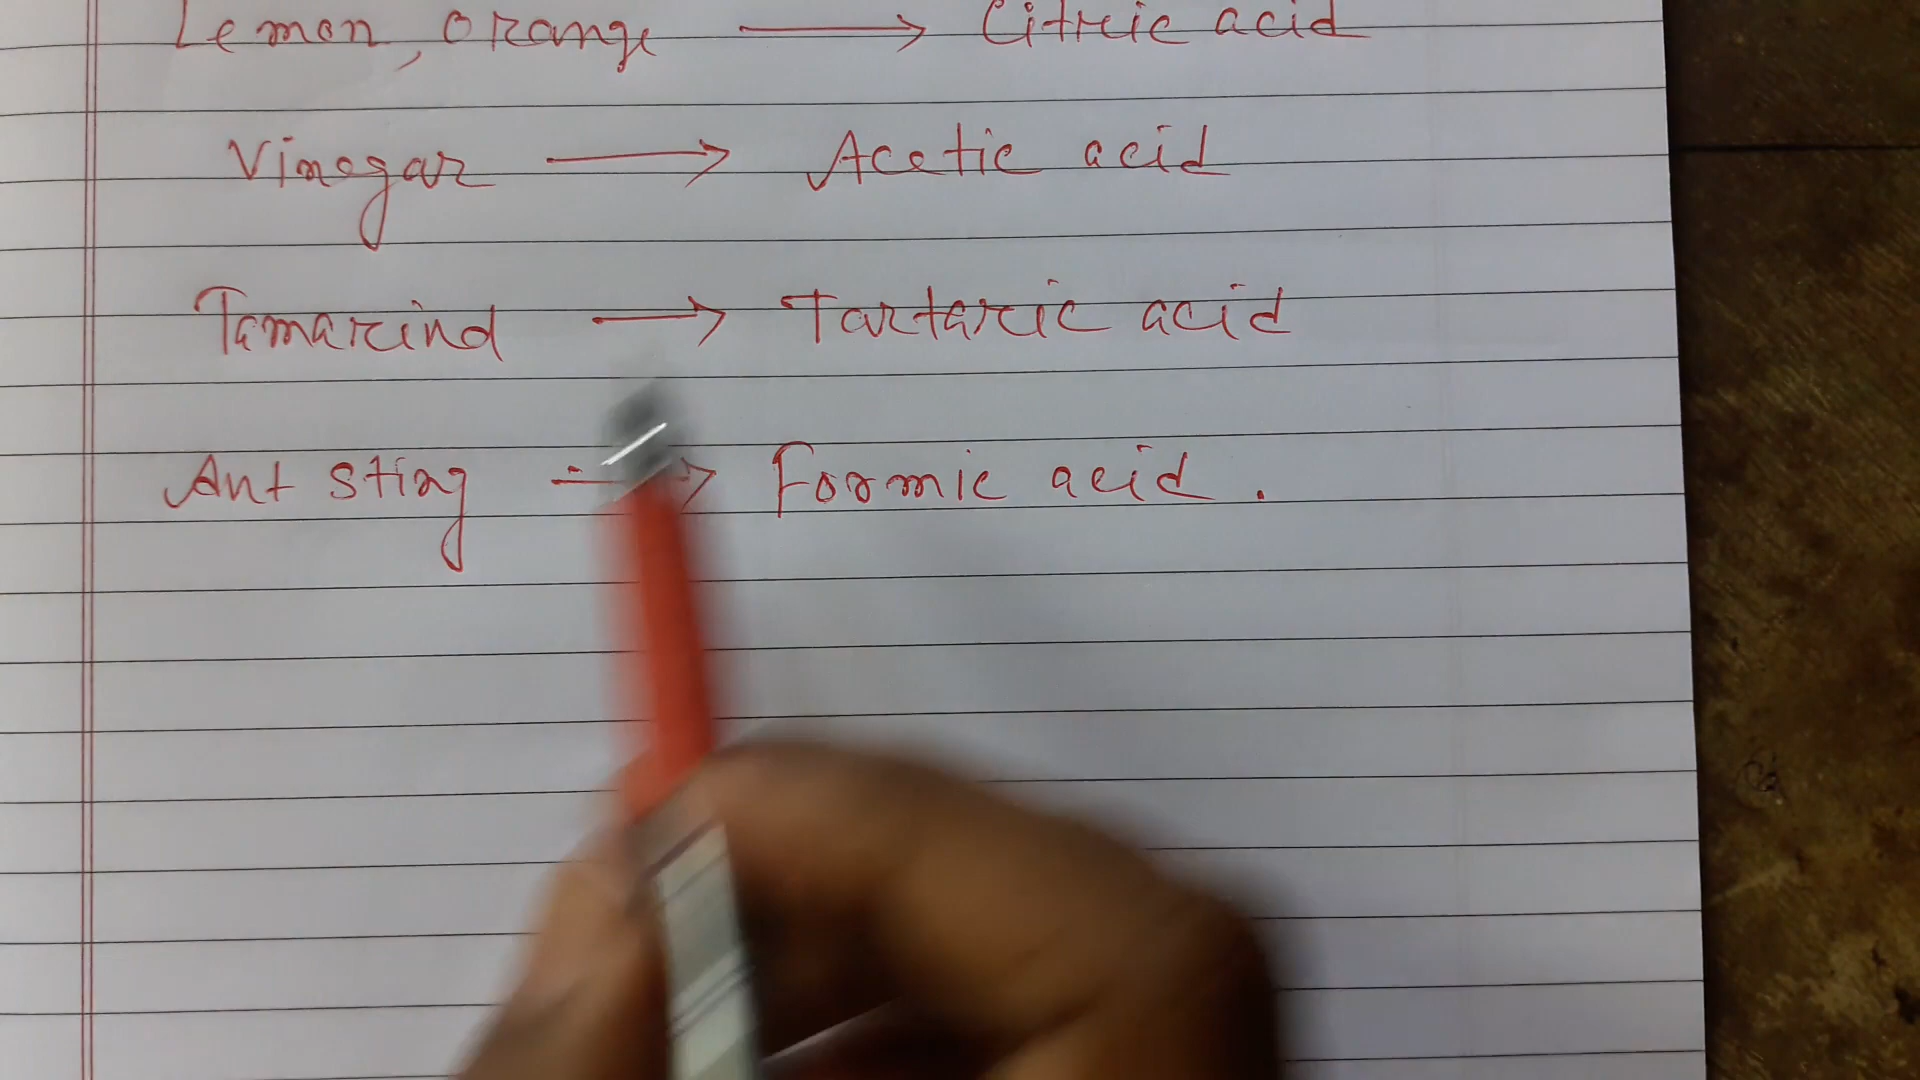 Lemon, orange → Citric acid
Vinegar → Acetic acid
Tamarind → Tartaric acid
Ant sting → Formic acid.